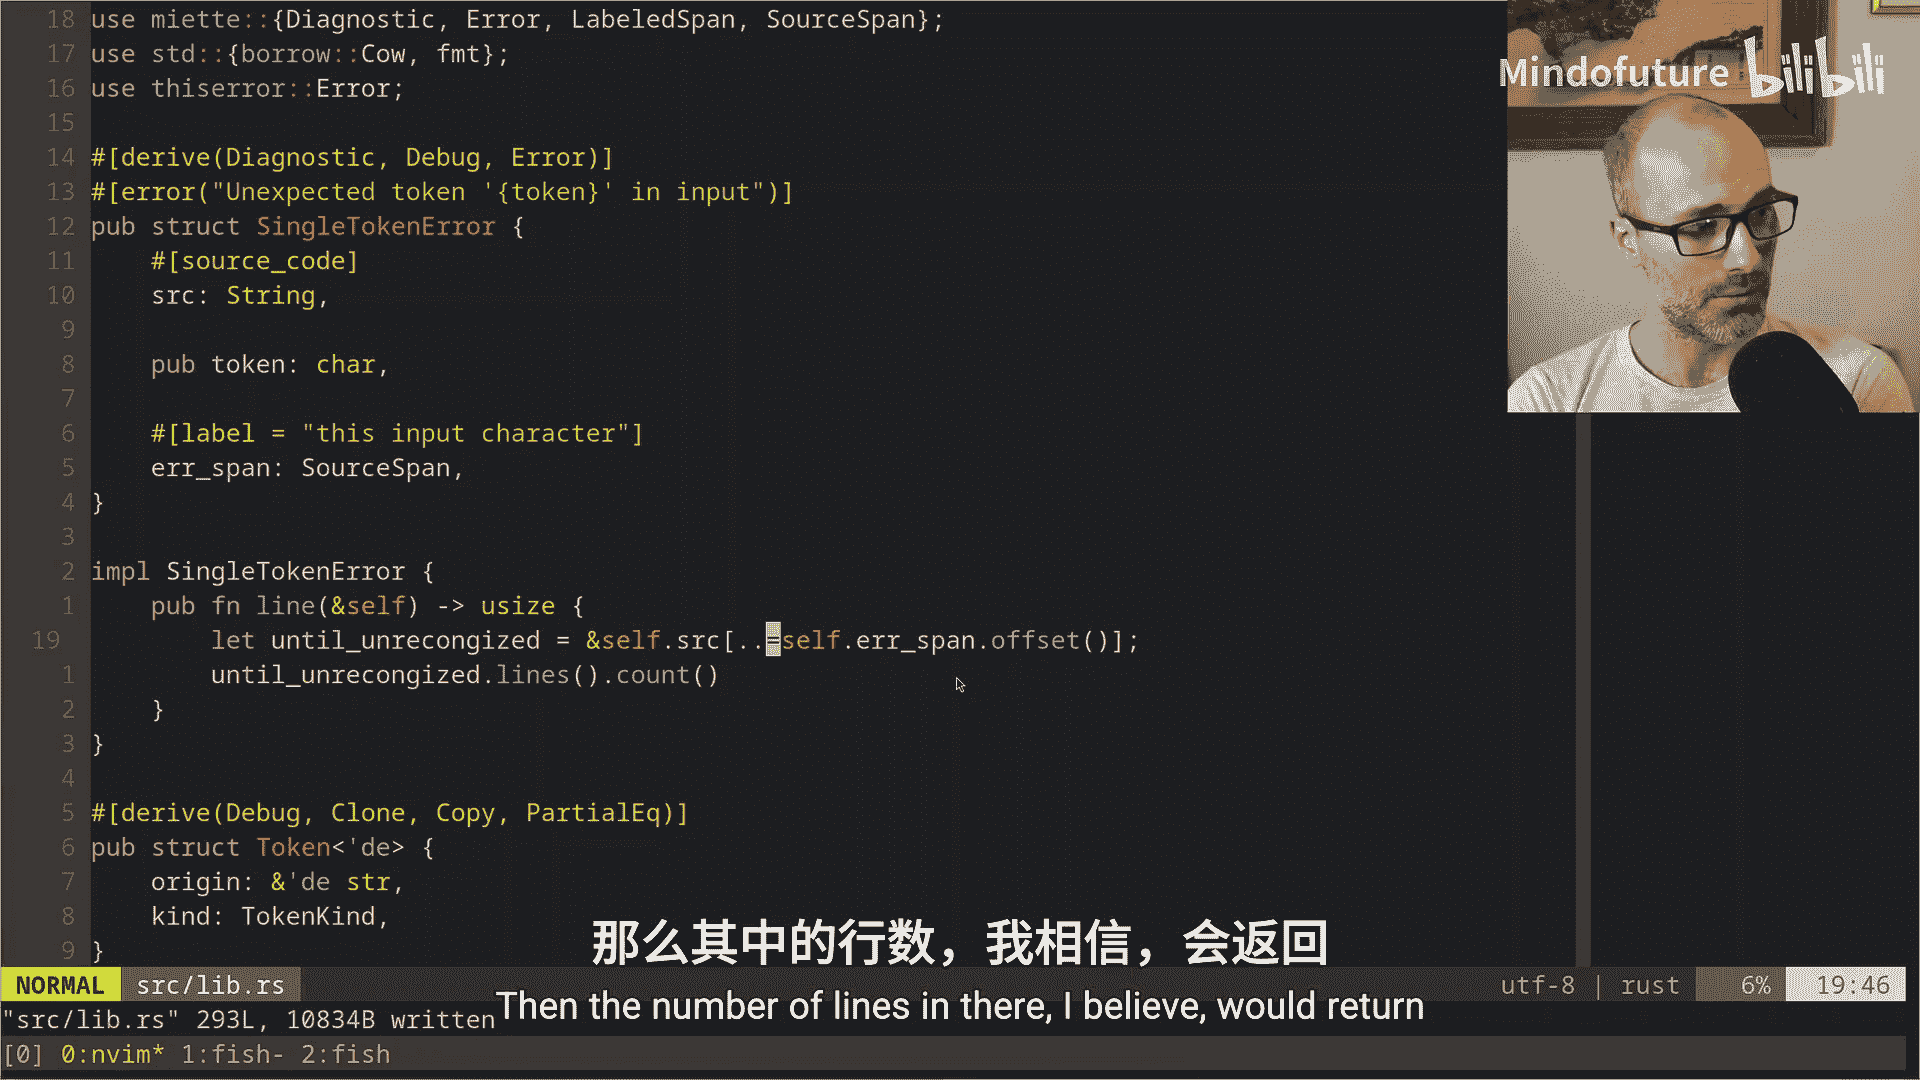 18 use miette::{Diagnostic, Error, LabeledSpan, SourceSpan};
17 use std::{borrow::Cow, fmt};
16 use thiserror::Error;
15
14 #[derive(Diagnostic, Debug, Error)]
13 #[error("Unexpected token '{token}' in input")]
12 pub struct SingleTokenError {
11     #[source_code]
10     src: String,
9
8     pub token: char,
7
6     #[label = "this input character"]
5     err_span: SourceSpan,
4 }
3
2 impl SingleTokenError {
1     pub fn line(&self) -> usize {
19         let until_unrecongized = &self.src[..=self.err_span.offset()];
1         until_unrecongized.lines().count()
2     }
3 }
4
5 #[derive(Debug, Clone, Copy, PartialEq)]
6 pub struct Token<'de> {
7     origin: &'de str,
8     kind: TokenKind,
9 }
Mindofuture bilibili
那么其中的行数，我相信，会返回
NORMAL src/lib.rs utf-8 | rust 6% 19:46
Then the number of lines in there, I believe, would return
"src/lib.rs" 293L, 10834B written
[0] 0:nvim* 1:fish- 2:fish